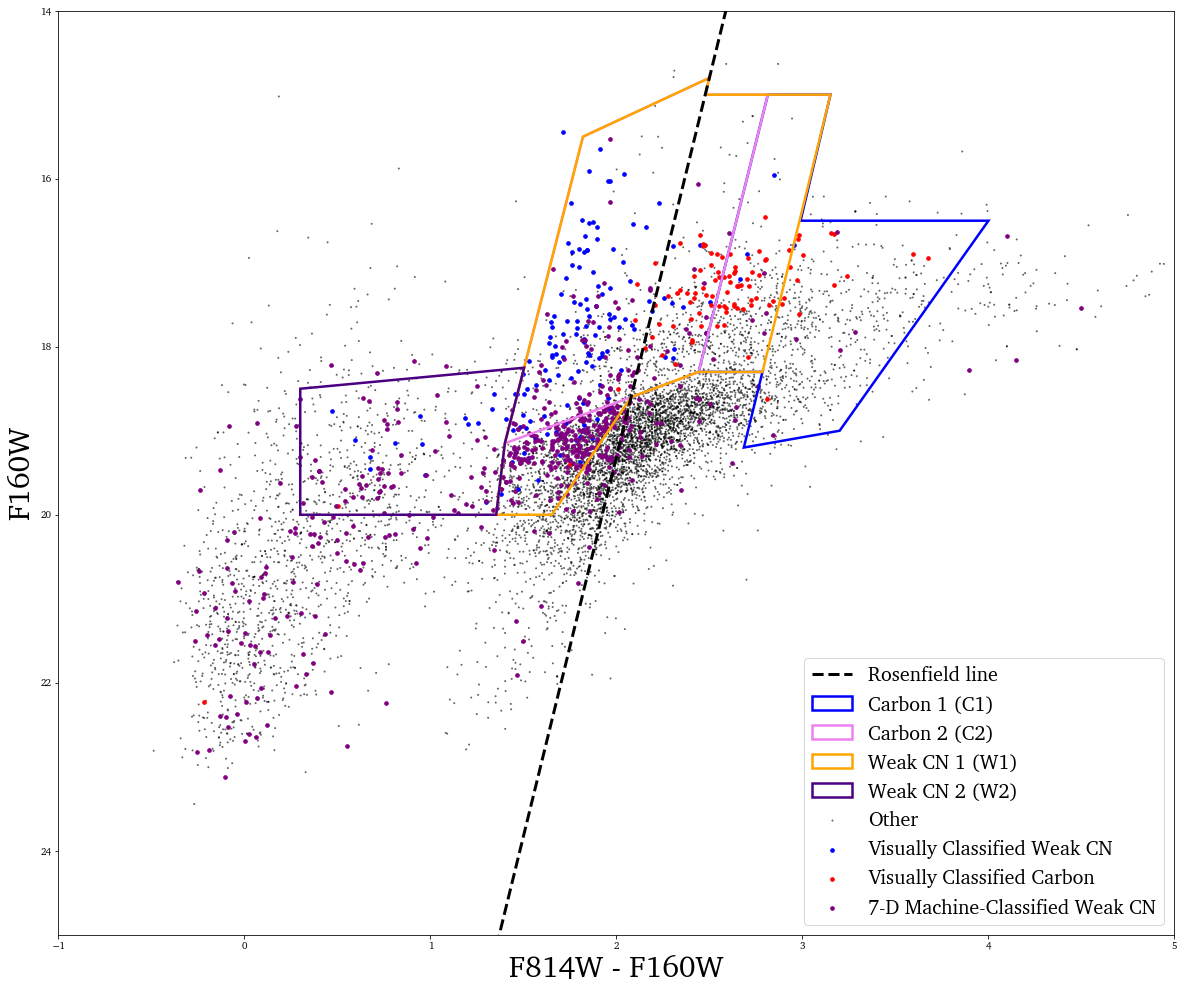 14
16
18
20
22
24
F160W
−1
0
1
2
3
4
5
F814W - F160W
Rosenfield line
Carbon 1 (C1)
Carbon 2 (C2)
Weak CN 1 (W1)
Weak CN 2 (W2)
Other
Visually Classified Weak CN
Visually Classified Carbon
7-D Machine-Classified Weak CN